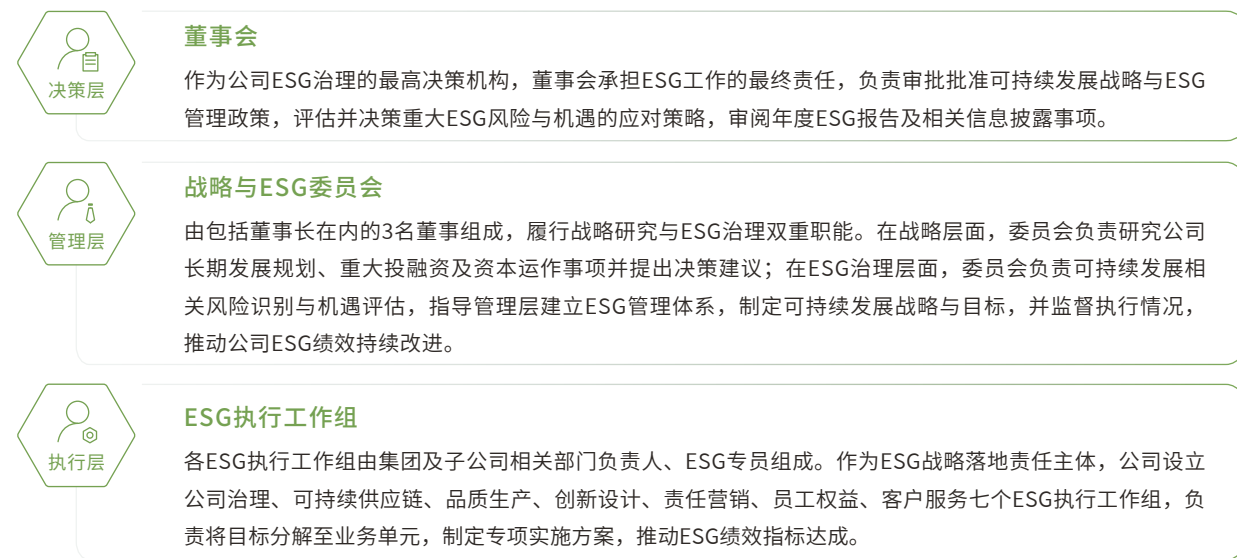 决策层
董事会
作为公司ESG治理的最高决策机构，董事会承担ESG工作的最终责任，负责审批批准可持续发展战略与ESG
管理政策，评估并决策重大ESG风险与机遇的应对策略，审阅年度ESG报告及相关信息披露事项。
管理层
战略与ESG委员会
由包括董事长在内的3名董事组成，履行战略研究与ESG治理双重职能。在战略层面，委员会负责研究公司
长期发展规划、重大投融资及资本运作事项并提出决策建议；在ESG治理层面，委员会负责可持续发展相
关风险识别与机遇评估，指导管理层建立ESG管理体系，制定可持续发展战略与目标，并监督执行情况，
推动公司ESG绩效持续改进。
执行层
ESG执行工作组
各ESG执行工作组由集团及子公司相关部门负责人、ESG专员组成。作为ESG战略落地责任主体，公司设立
公司治理、可持续供应链、品质生产、创新设计、责任营销、员工权益、客户服务七个ESG执行工作组，负
责将目标分解至业务单元，制定专项实施方案，推动ESG绩效指标达成。